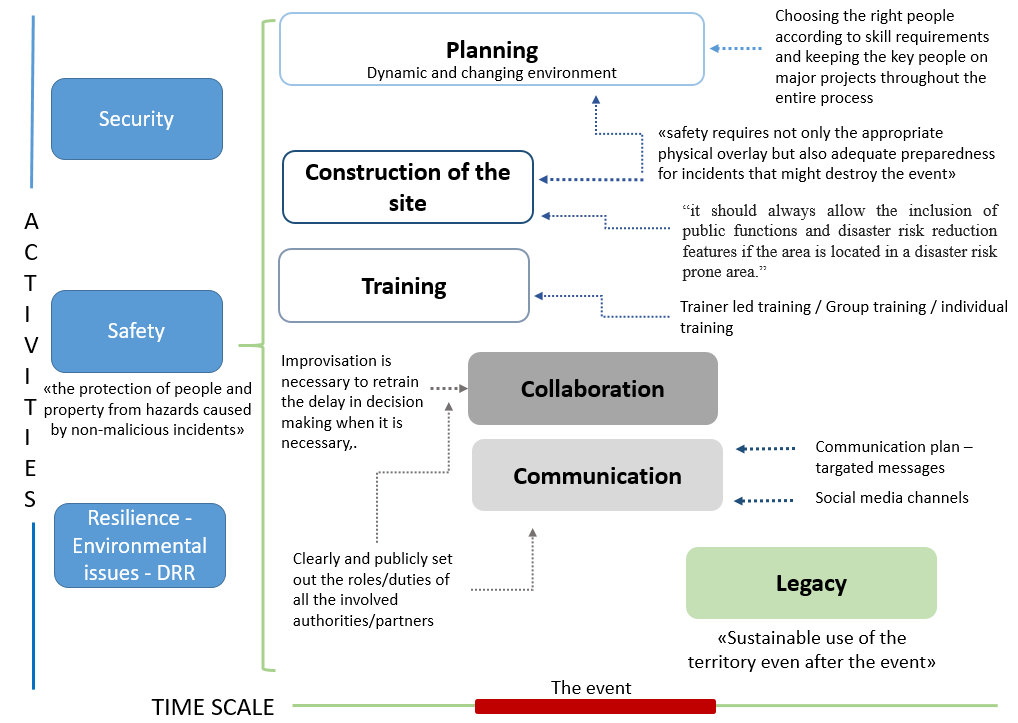 ACTIVITIES
Security
Safety
«the protection of people and
property from hazards caused
by non-malicious incidents»
Resilience -
Environmental
issues - DRR
Planning
Dynamic and changing environment
Choosing the right people
according to skill requirements
and keeping the key people on
major projects throughout the
entire process
«safety requires not only the appropriate
physical overlay but also adequate preparedness
for incidents that might destroy the event»
Construction of the
site
“it should always allow the inclusion of
public functions and disaster risk reduction
features if the area is located in a disaster risk
prone area.”
Training
Trainer led training / Group training / individual
training
Improvisation is
necessary to retrain
the delay in decision
making when it is
necessary,.
Collaboration
Communication
Communication plan –
targeted messages
Social media channels
Clearly and publicly set
out the roles/duties of
all the involved
authorities/partners
Legacy
«Sustainable use of the
territory even after the event»
The event
TIME SCALE